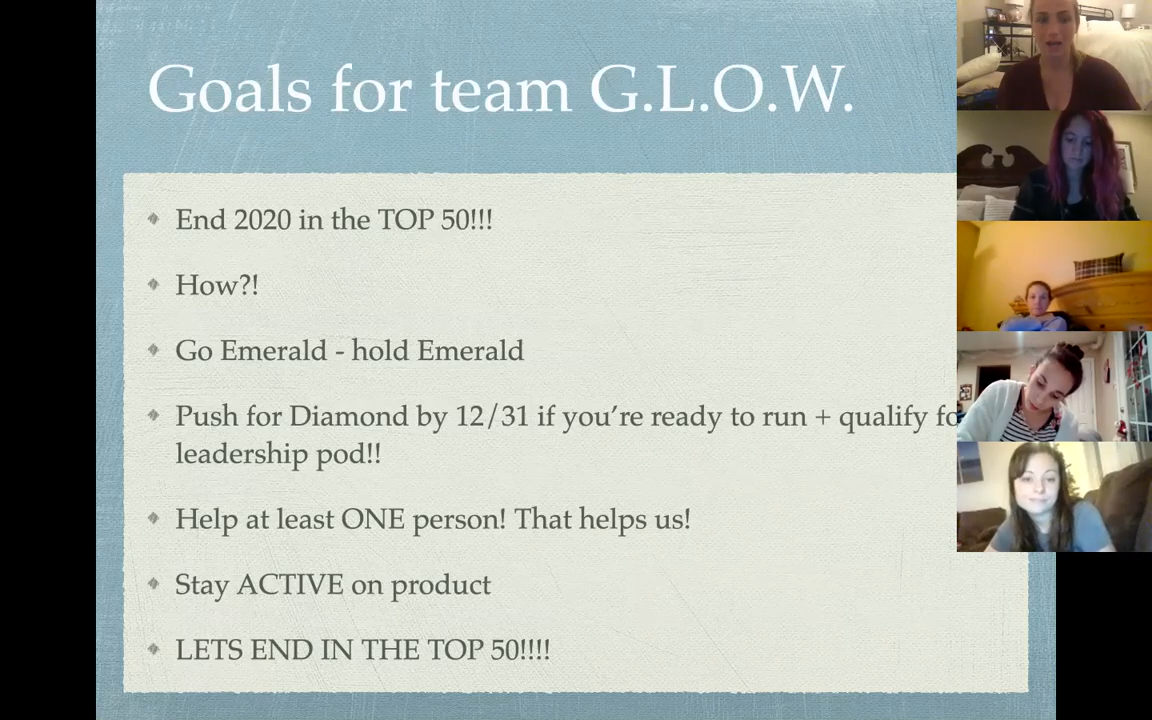 Goals for team G.L.O.W.
End 2020 in the TOP 50!!!
How?!
Go Emerald - hold Emerald
Push for Diamond by 12/31 if you’re ready to run + qualify
leadership pod!!
Help at least ONE person! That helps us!
Stay ACTIVE on product
LETS END IN THE TOP 50!!!!